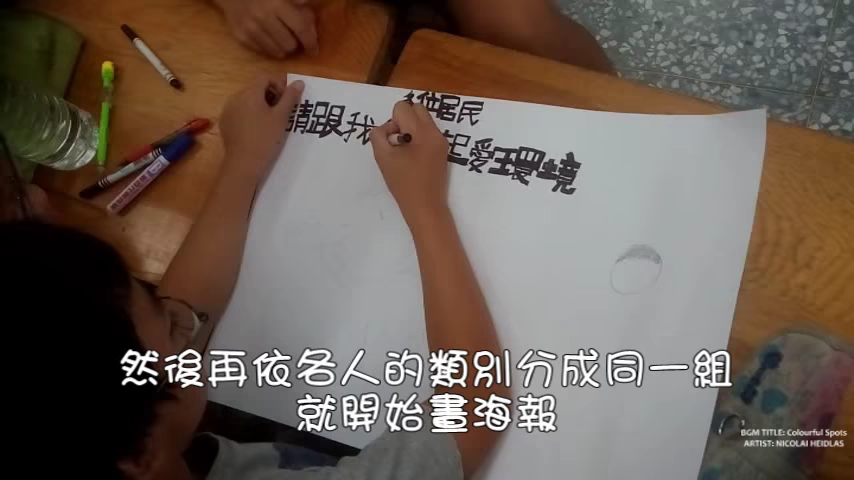 各位居民
請跟我起愛環境
然後再依各人的類別分成同一組
就開始畫海報
BGM TITLE: Colourful Spots
ARTIST: NICOLAI HEIDLAS